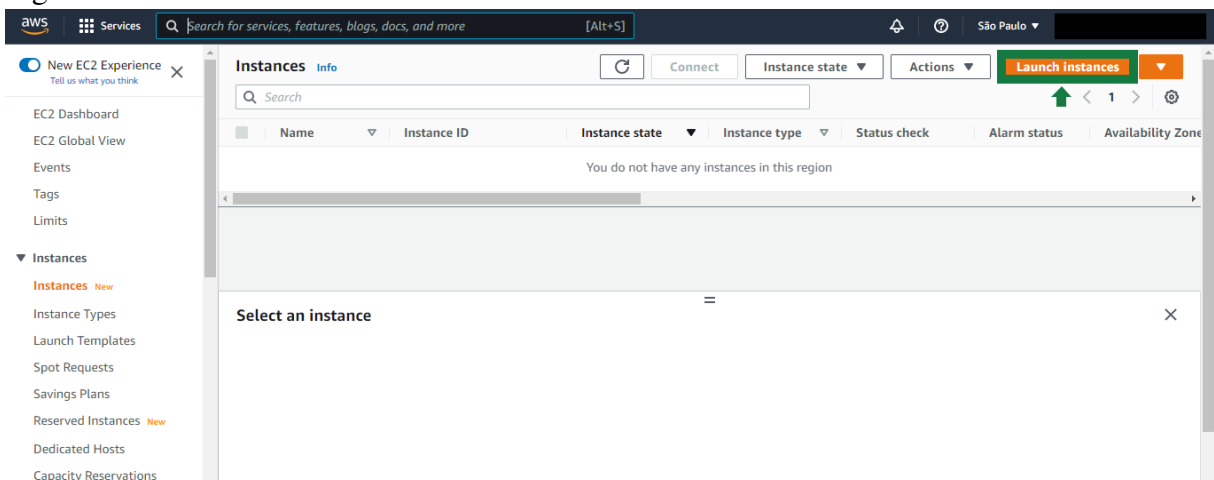 aws Services Search for services, features, blogs, docs, and more [Alt+S] São Paulo
New EC2 Experience
Tell us what you think
EC2 Dashboard
EC2 Global View
Events
Tags
Limits
Instances
Instances New
Instance Types
Launch Templates
Spot Requests
Savings Plans
Reserved Instances New
Dedicated Hosts
Capacity Reservations
Instances Info Connect Instance state Actions Launch instances
Search 1
Name Instance ID Instance state Instance type Status check Alarm status Availability Zone
You do not have any instances in this region
Select an instance